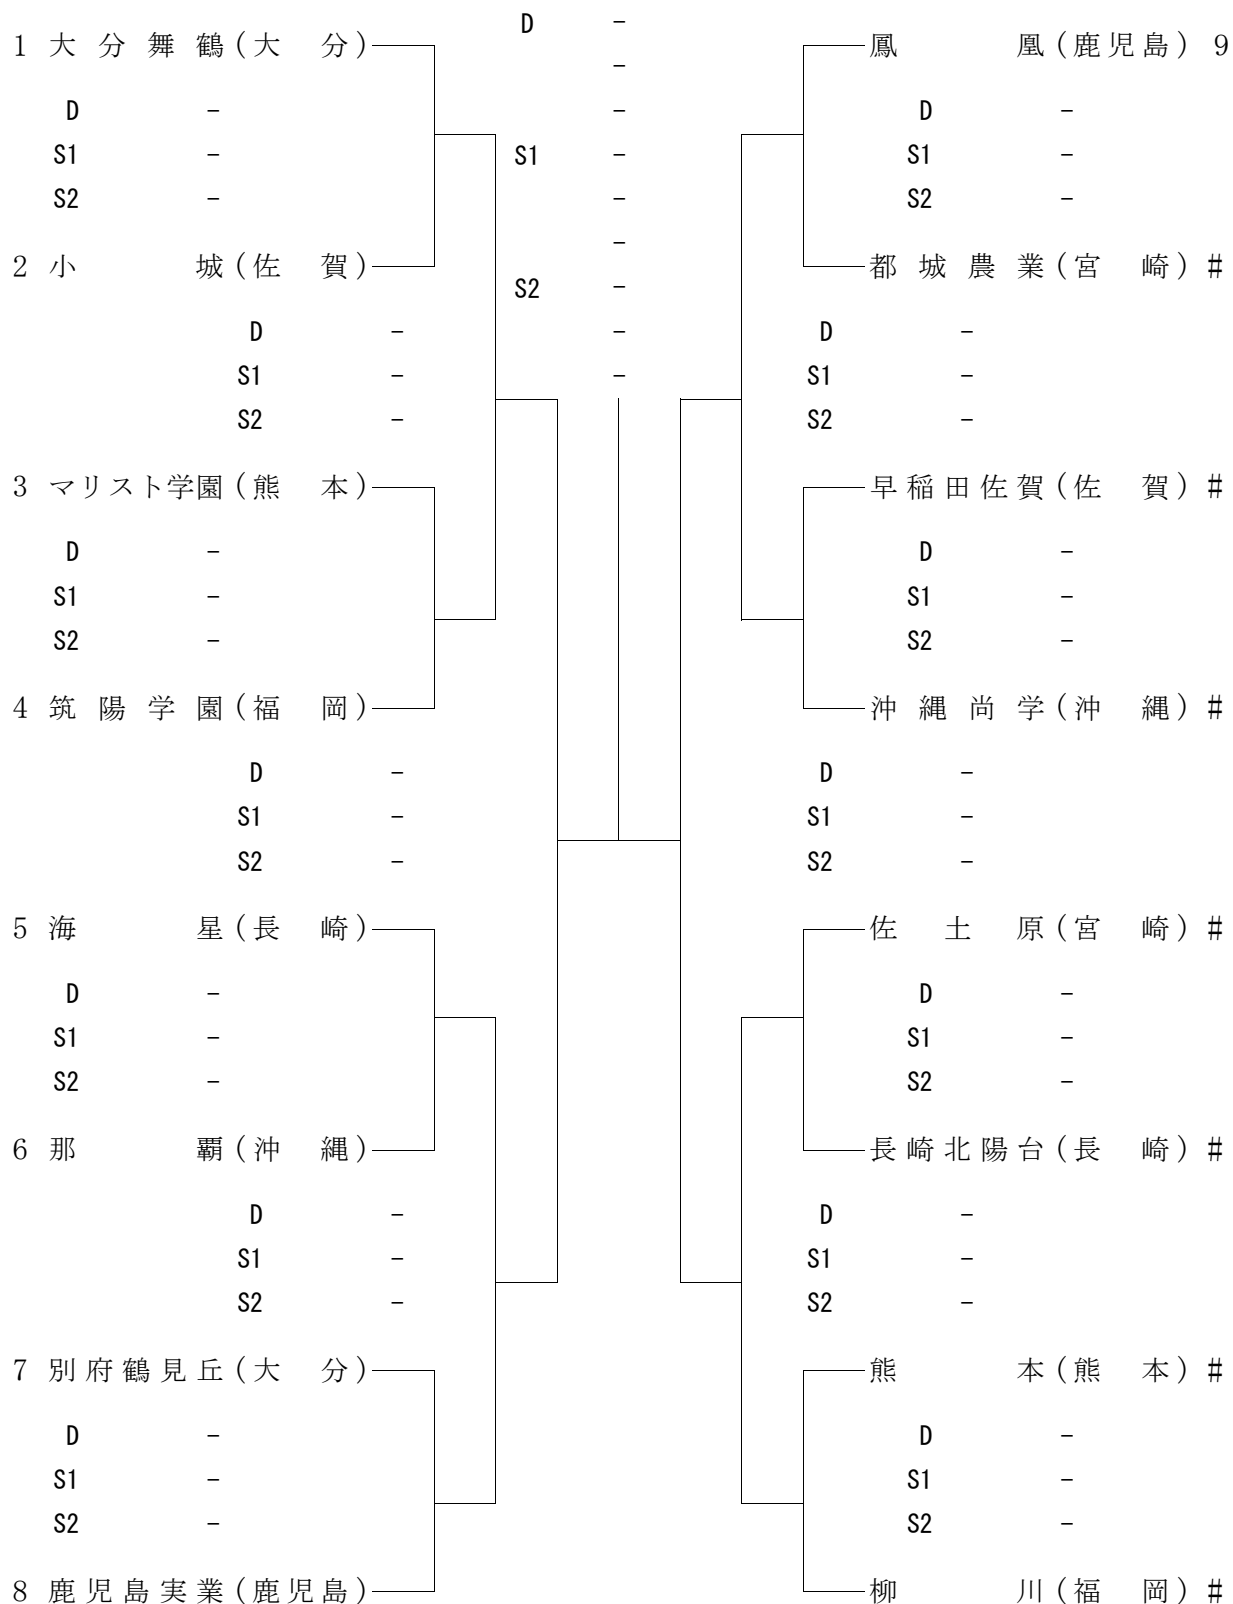 D -
1 大分舞鶴(大 分) 鳳 凰(鹿児島) 9
-
D - - D -
S1 - S1 - S1 -
S2 - - S2 -
-
2 小 城(佐 賀) 都城農業(宮 崎) #
S2 -
D - - D -
S1 - - S1 -
S2 - S2 -
3 マリスト学園(熊 本) 早稲田佐賀(佐 賀) #
D - D -
S1 - S1 -
S2 - S2 -
4 筑陽学園(福 岡) 沖縄尚学(沖 縄) #
D - D -
S1 - S1 -
S2 - S2 -
5 海 星(長 崎) 佐土原(宮 崎) #
D - D -
S1 - S1 -
S2 - S2 -
6 那 覇(沖 縄) 長崎北陽台(長 崎) #
D - D -
S1 - S1 -
S2 - S2 -
7 別府鶴見丘(大 分) 熊 本(熊 本) #
D - D -
S1 - S1 -
S2 - S2 -
8 鹿児島実業(鹿児島) 柳 川(福 岡) #